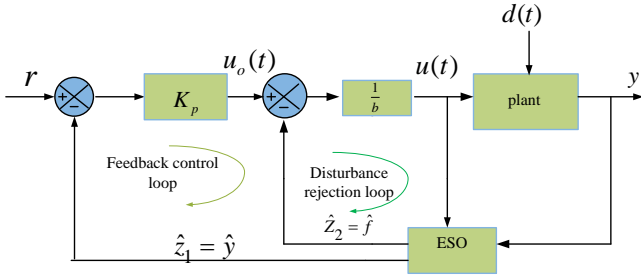 d(t)
r
+
−
K_p
u_o(t)
+
−
1/b
u(t)
plant
y
Feedback control
loop
Disturbance
rejection loop
Ẑ_2 = f̂
ẑ_1 = ŷ
ESO